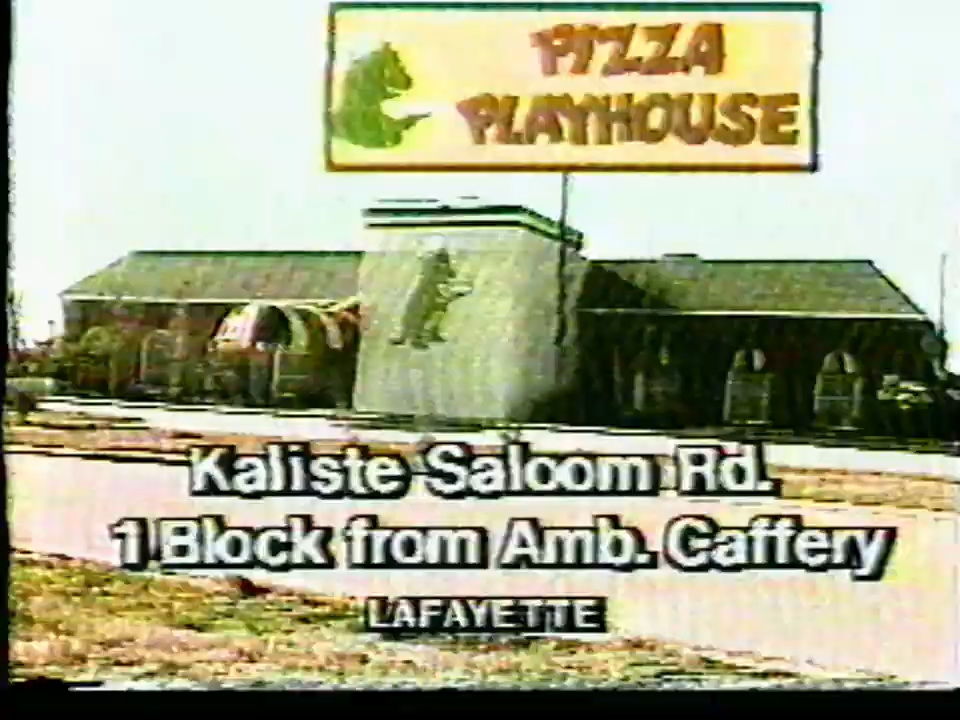 PIZZA
PLAYHOUSE
Kaliste Saloom Rd.
1 Block from Amb. Caffery
LAFAYETTE